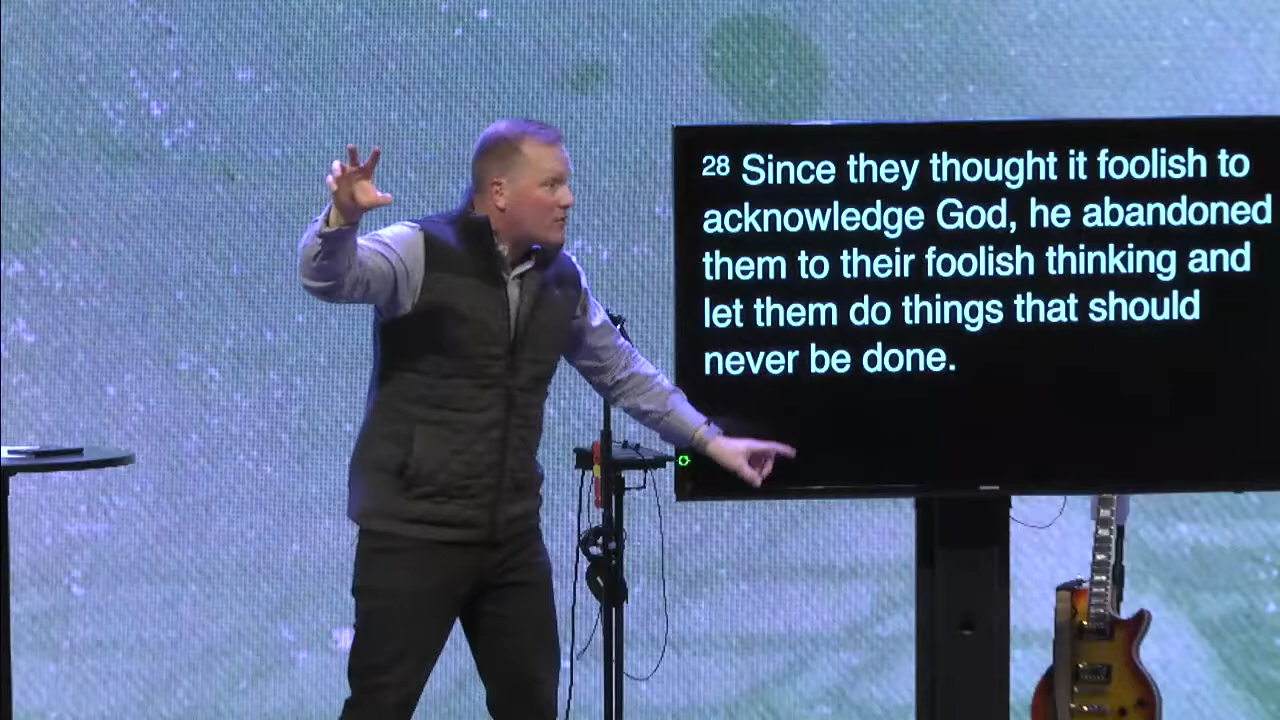 28 Since they thought it foolish to
acknowledge God, he abandoned
them to their foolish thinking and
let them do things that should
never be done.